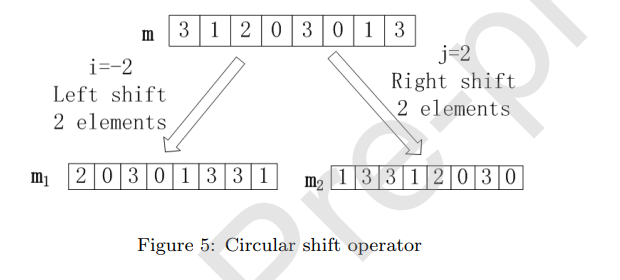 m 3 1 2 0 3 0 1 3
i=-2
Left shift
2 elements
j=2
Right shift
2 elements
m1 2 0 3 0 1 3 3 1
m2 1 3 3 1 2 0 3 0
Figure 5: Circular shift operator
Pre-p